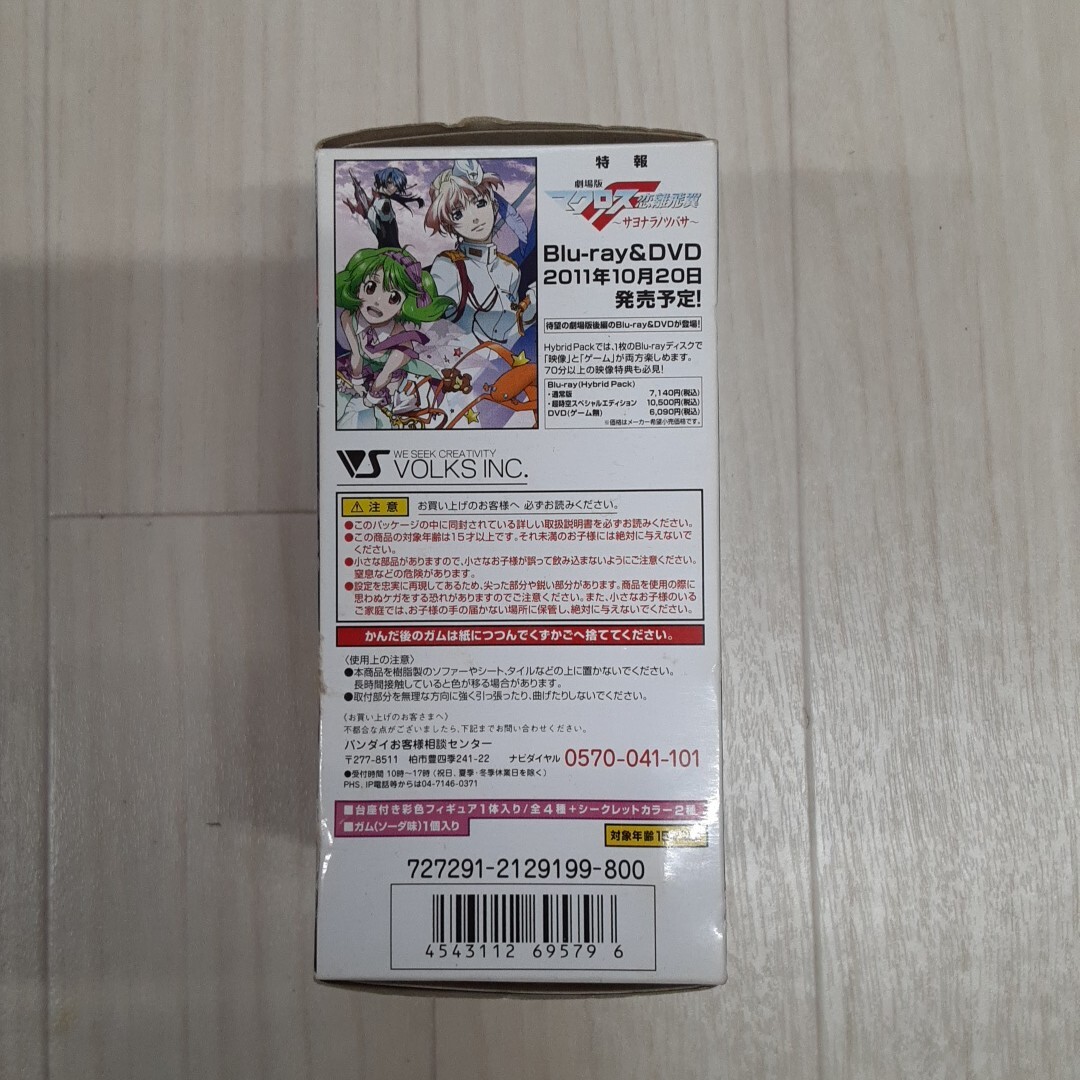 特報
劇場版
マクロスF 恋離飛翼
～サヨナラノツバサ～
Blu-ray&DVD
2011年10月20日
発売予定!
待望の劇場版後編のBlu-ray&DVDが登場!
Hybrid Packでは、1枚のBlu-rayディスクで
「映像」と「ゲーム」が両方楽しめます。
70分以上の映像特典も必見!
Blu-ray(Hybrid Pack)
・通常版 7,140円(税込)
・超時空スペシャルエディション 10,500円(税込)
DVD(ゲーム無) 6,090円(税込)
※価格はメーカー希望小売価格です。
VS WE SEEK CREATIVITY
VOLKS INC.
⚠注意 お買い上げのお客様へ 必ずお読みください。
●このパッケージの中に同封されている詳しい取扱説明書を必ずお読みください。
●この商品の対象年齢は15才以上です。それ未満のお子様には絶対に与えないで
ください。
●小さな部品がありますので、小さなお子様が誤って飲み込まないようにご注意ください。
窒息などの危険があります。
●設定を忠実に再現してあるため、尖った部分や鋭い部分があります。商品を使用の際に
思わぬケガをする恐れがありますのでご注意ください。また、小さなお子様のいる
ご家庭では、お子様の手の届かない場所に保管し、絶対に与えないでください。
かんだ後のガムは紙につつんでくずかごへ捨ててください。
〈使用上の注意〉
●本商品を樹脂製のソファーやシート、タイルなどの上に置かないでください。
長時間接触していると色が移る場合があります。
●取付部分を無理な方向に強く引っ張ったり、曲げたりしないでください。
〈お買い上げのお客さまへ〉
不都合な点がございましたら、下記までお問い合わせください。
バンダイお客様相談センター
〒277-8511 柏市豊四季241-22 ナビダイヤル 0570-041-101
●受付時間 10時～17時(祝日、夏季・冬季休業日を除く)
PHS、IP電話等からは04-7146-0371
■台座付き彩色フィギュア1体入り/全4種+シークレットカラー2種
■ガム(ソーダ味)1個入り
対象年齢15
727291-2129199-800
4543112 69579 6